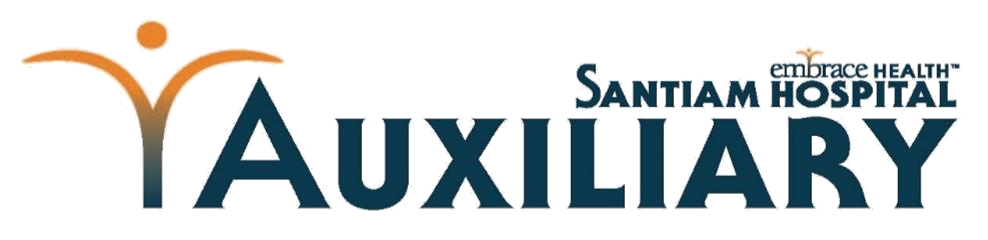 embrace HEALTH™
SANTIAM HOSPITAL
AUXILIARY